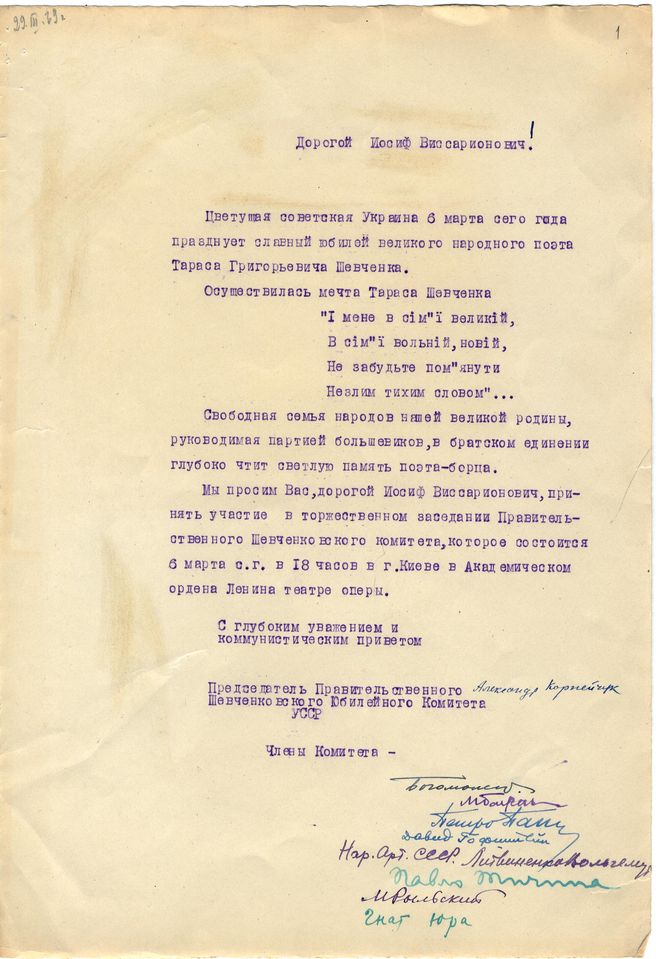 29.III.39г
1
Дорогой Иосиф Виссарионович!
Цветущая советская Украина 6 марта сего года
празднует славный юбилей великого народного поэта
Тараса Григорьевича Шевченка.
Осуществилась мечта Тараса Шевченка
"І мене в сім"ї великій,
В сім"ї вольній,новій,
Не забудьте пом"янути
Незлим тихим словом"...
Свободная семья народов нашей великой родины,
руководимая партией большевиков,в братском единении
глубоко чтит светлую память поэта-борца.
Мы просим Вас,дорогой Иосиф Виссарионович,при-
нять участие в торжественном заседании Правитель-
ственного Шевченковского комитета,которое состоится
6 марта с.г. в 18 часов в г.Киеве в Академическом
ордена Ленина театре оперы.
С глубоким уважением и
коммунистическим приветом
Председатель Правительственного Александр Корнейчук
Шевченковского Юбилейного Комитета
УССР
Члены Комитета -
Богомолец
Петро Панч
Давид Гофштейн
Нар. Арт. СССР. Литвиненко Вольгемут
Павло Тичина
МРыльский
Гнат Юра